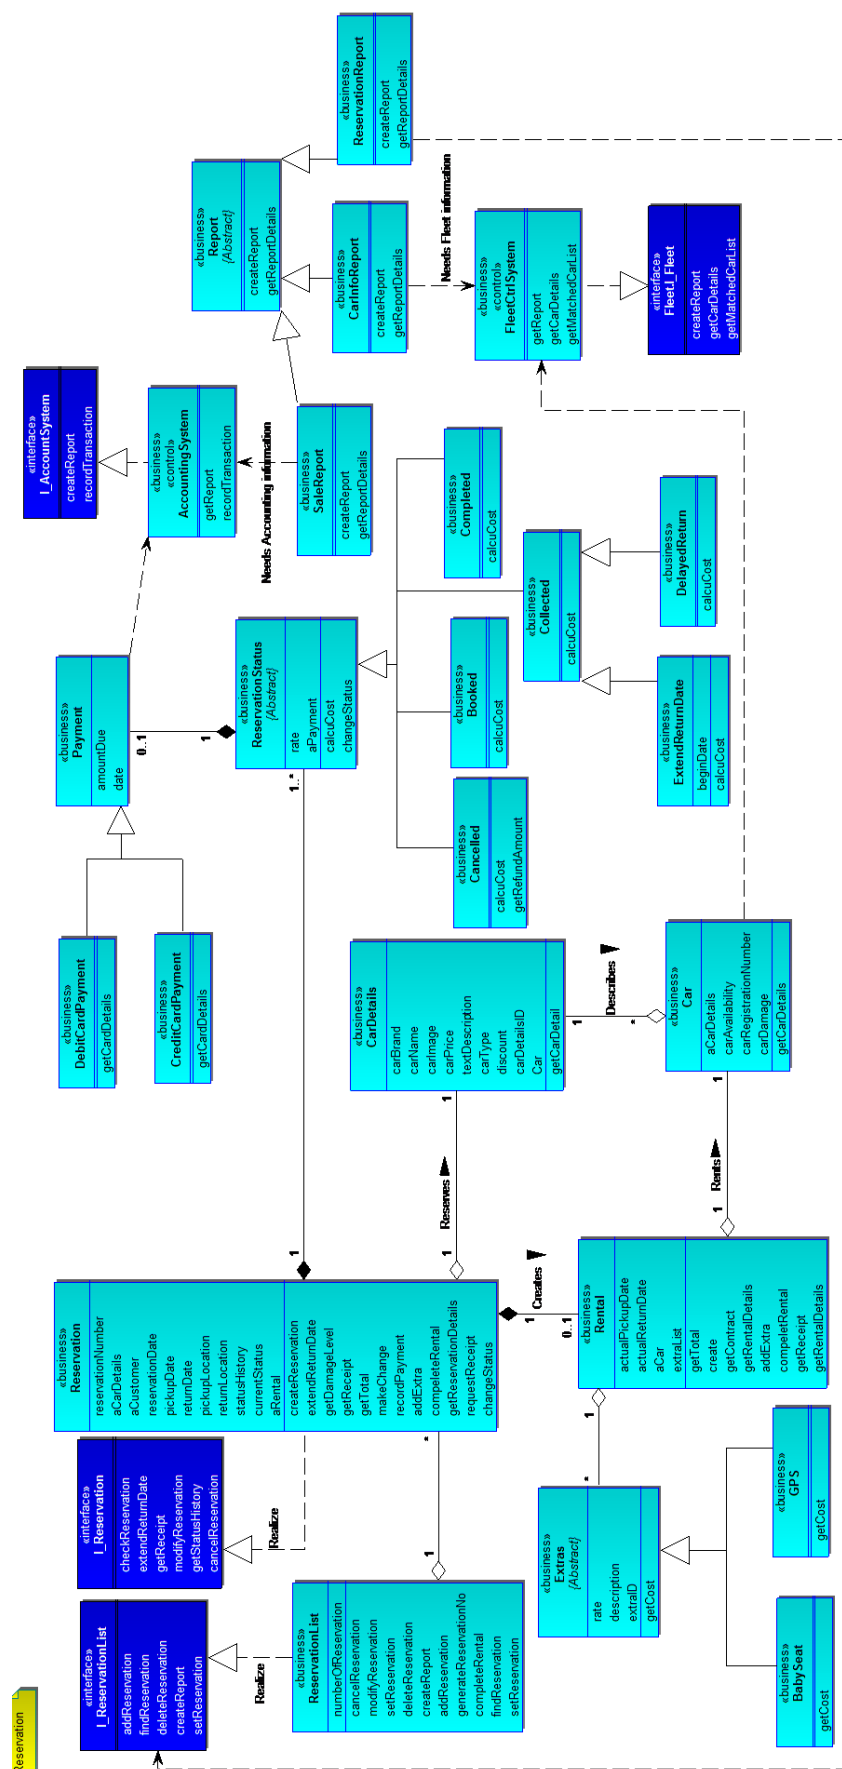 Reservation
«interface»
I_ReservationList
addReservation
findReservation
deleteReservation
createReport
setReservation
Realize
«business»
ReservationList
numberOfReservation
cancelReservation
modifyReservation
setReservation
deleteReservation
createReport
addReservation
generateReservationNo
completeRental
findReservation
setReservation
1
*
«interface»
I_Reservation
checkReservation
extendReturnDate
getReceipt
modifyReservation
getStatusHistory
cancelReservation
Realize
«business»
Reservation
reservationNumber
aCarDetails
aCustomer
reservationDate
pickupDate
returnDate
pickupLocation
returnLocation
statusHistory
currentStatus
aRental
createReservation
extendReturnDate
getDamageLevel
getReceipt
getTotal
makeChange
recordPayment
addExtra
compeleteRental
getReservationDetails
requestReceipt
changeStatus
1
1..*
1
Reserves
1
1
Creates
0..1
«business»
Rental
actualPickupDate
actualReturnDate
aCar
extraList
getTotal
create
getContract
getRentalDetails
addExtra
compeletRental
getReceipt
getRentalDetails
1
*
«business»
Extras
{Abstract}
rate
description
extraID
getCost
«business»
BabySeat
getCost
«business»
GPS
getCost
1
Rents
1
«business»
DebitCardPayment
getCardDetails
«business»
CreditCardPayment
getCardDetails
«business»
CarDetails
carBrand
carName
carImage
carPrice
textDescription
carType
discount
carDetailsID
Car
getCarDetail
1
Describes
*
«business»
Car
aCarDetails
carAvailability
carRegistrationNumber
carDamage
getCarDetails
«business»
Payment
amountDue
date
0..1
1
«business»
ReservationStatus
{Abstract}
rate
aPayment
calcuCost
changeStatus
«business»
Cancelled
calcuCost
getRefundAmount
«business»
Booked
calcuCost
«business»
Collected
calcuCost
«business»
Completed
calcuCost
«business»
ExtendReturnDate
beginDate
calcuCost
«business»
DelayedReturn
calcuCost
«interface»
I_AccountSystem
createReport
recordTransaction
«business»
«control»
AccountingSystem
getReport
recordTransaction
Needs Accounting information
«business»
SaleReport
createReport
getReportDetails
«business»
Report
{Abstract}
createReport
getReportDetails
«business»
CarInfoReport
createReport
getReportDetails
«business»
ReservationReport
createReport
getReportDetails
Needs Fleet information
«business»
«control»
FleetCtrlSystem
getReport
getCarDetails
getMatchedCarList
«interface»
FleetI_Fleet
createReport
getCarDetails
getMatchedCarList